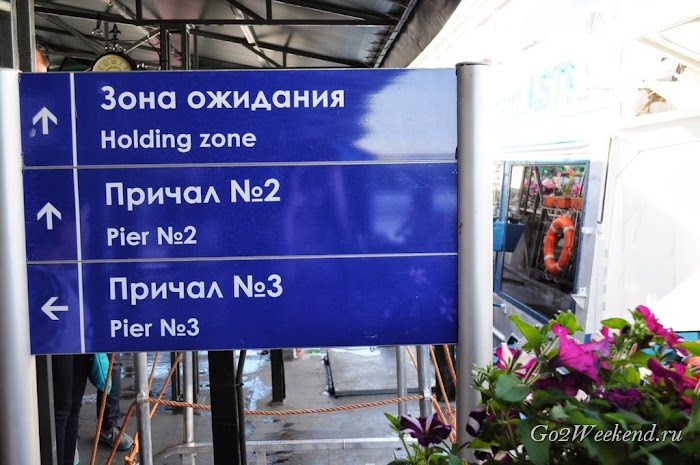 Зона ожидания
Holding zone
Причал №2
Pier №2
Причал №3
Pier №3
Go2Weekend.ru